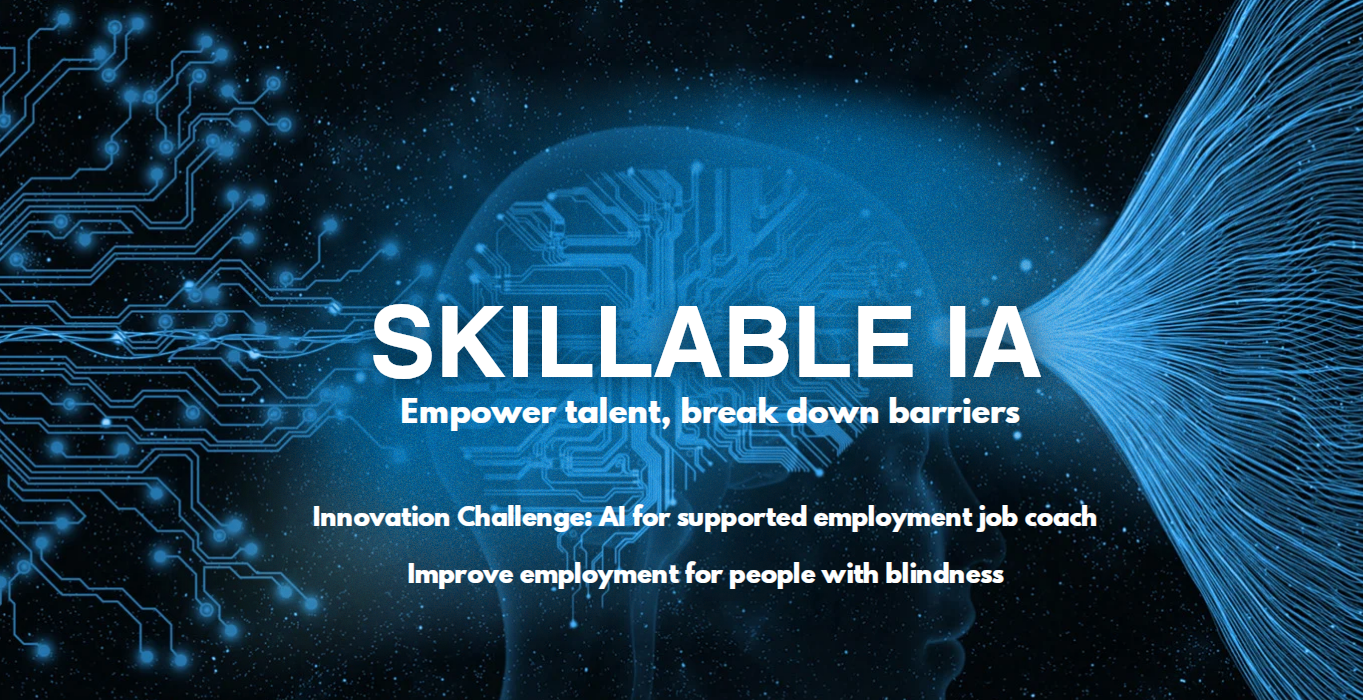 SKILLABLE IA
Empower talent, break down barriers
Innovation Challenge: AI for supported employment job coach
Improve employment for people with blindness